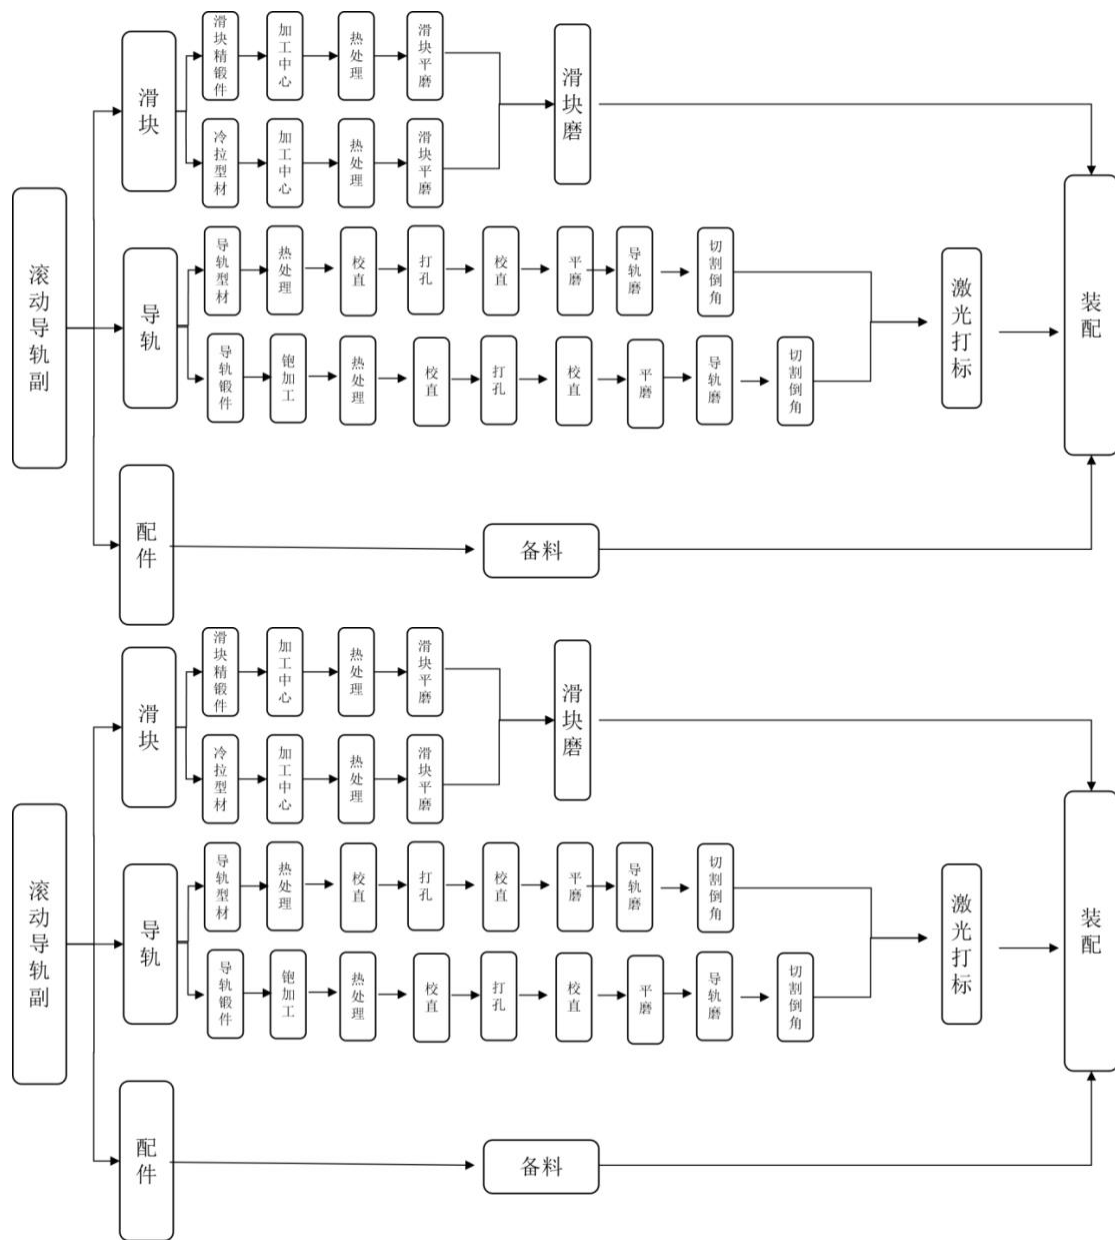 滚动导轨副
滑块
滑块精锻件
加工中心
热处理
滑块平磨
冷拉型材
加工中心
热处理
滑块平磨
滑块磨
导轨
导轨型材
热处理
校直
打孔
校直
平磨
导轨磨
切割倒角
导轨锻件
铇加工
热处理
校直
打孔
校直
平磨
导轨磨
切割倒角
激光打标
装配
配件
备料
滚动导轨副
滑块
滑块精锻件
加工中心
热处理
滑块平磨
冷拉型材
加工中心
热处理
滑块平磨
滑块磨
导轨
导轨型材
热处理
校直
打孔
校直
平磨
导轨磨
切割倒角
导轨锻件
铇加工
热处理
校直
打孔
校直
平磨
导轨磨
切割倒角
激光打标
装配
配件
备料